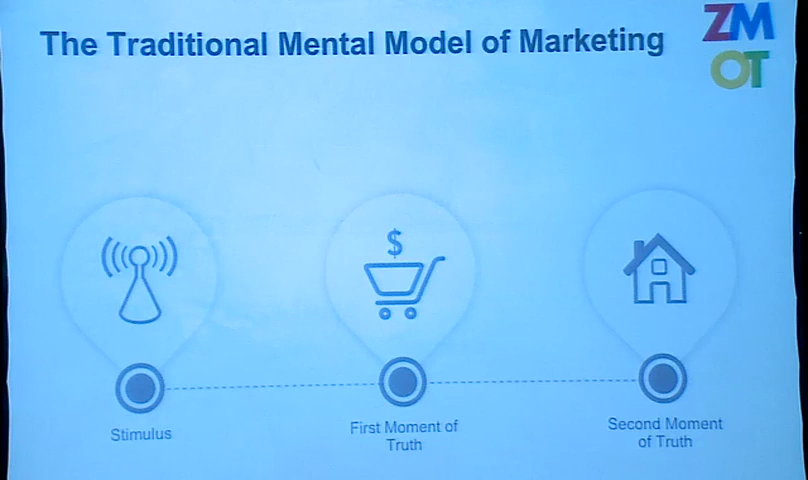 The Traditional Mental Model of Marketing
ZM
OT
$
Stimulus
First Moment of
Truth
Second Moment
of Truth